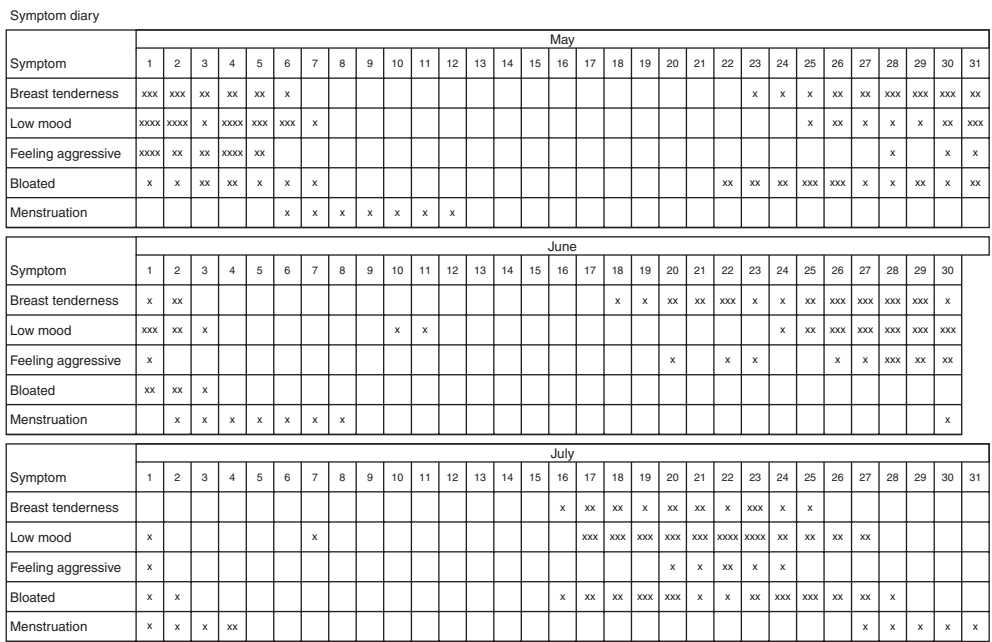 Symptom diary
May
Symptom 1 2 3 4 5 6 7 8 9 10 11 12 13 14 15 16 17 18 19 20 21 22 23 24 25 26 27 28 29 30 31
Breast tenderness xxx xxx xx xx xx x x x x xx xx xxx xxx xxx xx
Low mood xxxx xxxx x xxxx xxx xxx x x xx x x x xx xxx
Feeling aggressive xxxx xx xx xxxx xx x x x
Bloated x x xx xx x x x xx xx xx xxx xxx x x xx x xx
Menstruation x x x x x x x
June
Symptom 1 2 3 4 5 6 7 8 9 10 11 12 13 14 15 16 17 18 19 20 21 22 23 24 25 26 27 28 29 30
Breast tenderness x xx x x xx xx xxx x x xx xxx xxx xxx xxx x
Low mood xxx xx x x x x xx xxx xxx xxx xxx xxx
Feeling aggressive x x x x x x xxx xx xx
Bloated xx xx x
Menstruation x x x x x x x x
July
Symptom 1 2 3 4 5 6 7 8 9 10 11 12 13 14 15 16 17 18 19 20 21 22 23 24 25 26 27 28 29 30 31
Breast tenderness x xx xx x xx xx x xxx x x
Low mood x x xxx xxx xxx xxx xxx xxxx xxxx xx xx xx xx
Feeling aggressive x x x xx x x
Bloated x x x xx xx xxx xxx x x xx xxx xxx xx xx x
Menstruation x x x xx x x x x x